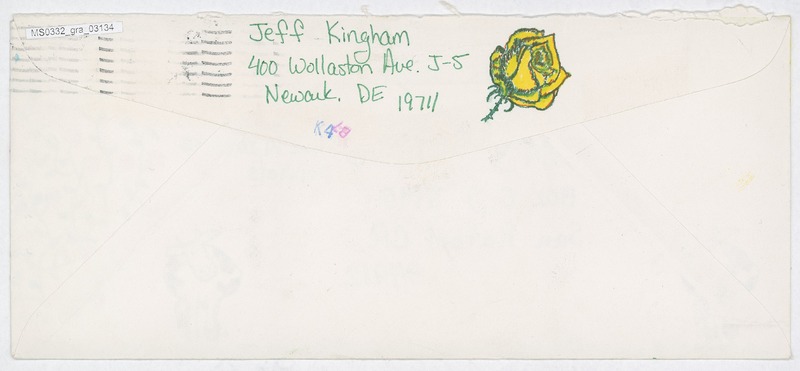 MS0332_gra_03134
Jeff Kingham
400 Wollaston Ave. J-5
Newark, DE 19711